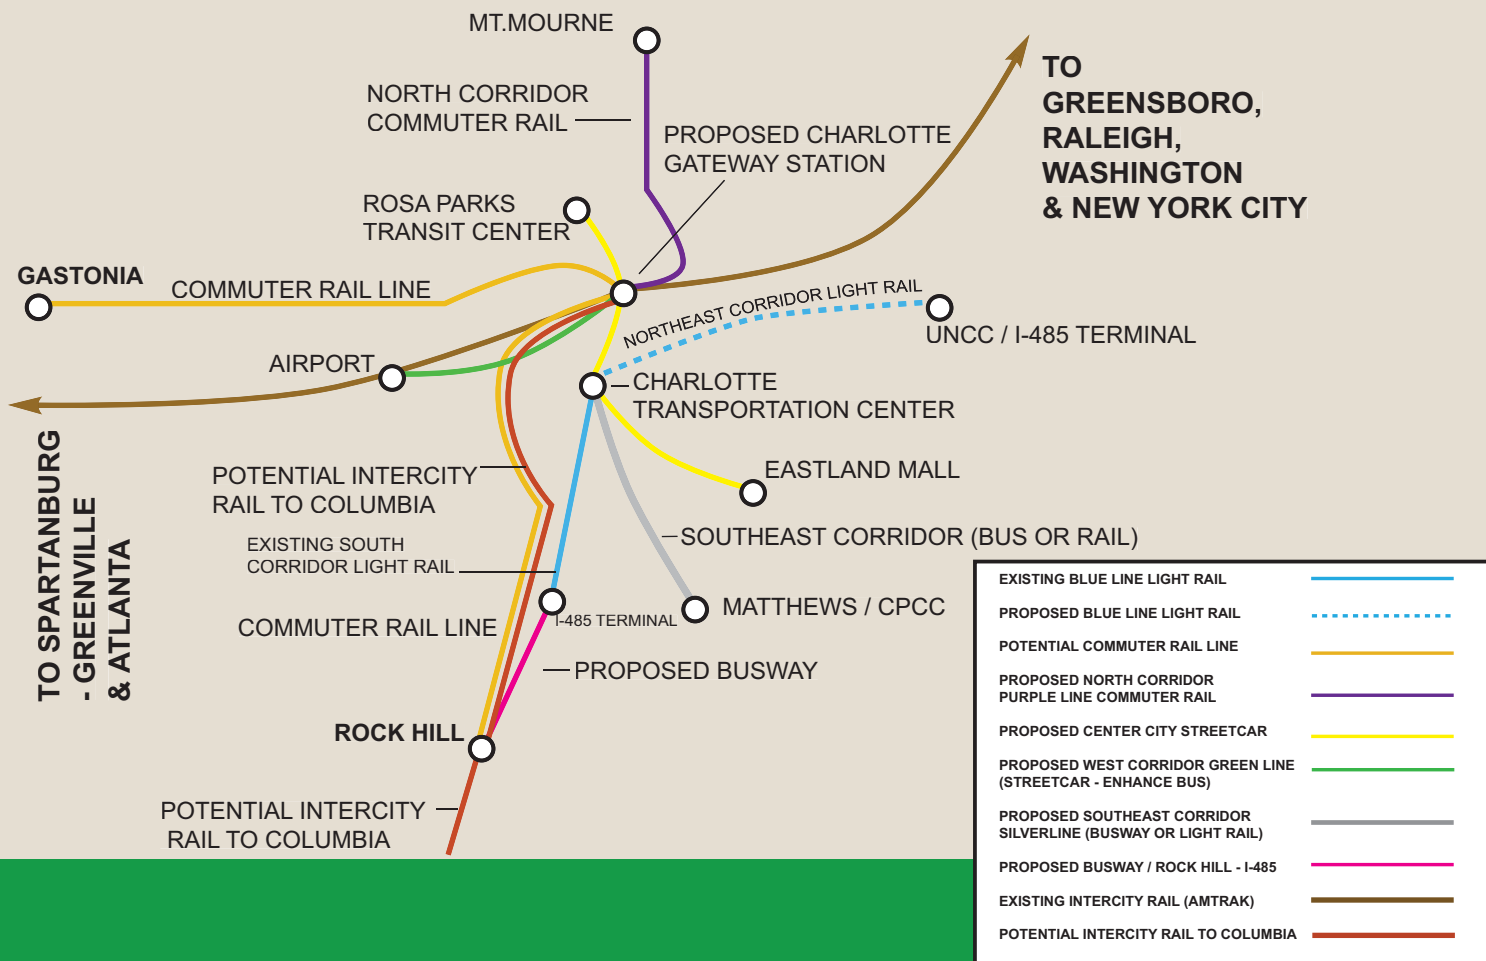 MT.MOURNE
NORTH CORRIDOR
COMMUTER RAIL
PROPOSED CHARLOTTE
GATEWAY STATION
TO
GREENSBORO,
RALEIGH,
WASHINGTON
& NEW YORK CITY
ROSA PARKS
TRANSIT CENTER
GASTONIA
COMMUTER RAIL LINE
NORTHEAST CORRIDOR LIGHT RAIL
UNCC / I-485 TERMINAL
AIRPORT
CHARLOTTE
TRANSPORTATION CENTER
TO SPARTANBURG
- GREENVILLE
& ATLANTA
POTENTIAL INTERCITY
RAIL TO COLUMBIA
EASTLAND MALL
EXISTING SOUTH
CORRIDOR LIGHT RAIL
SOUTHEAST CORRIDOR (BUS OR RAIL)
I-485 TERMINAL
MATTHEWS / CPCC
COMMUTER RAIL LINE
PROPOSED BUSWAY
ROCK HILL
POTENTIAL INTERCITY
RAIL TO COLUMBIA
EXISTING BLUE LINE LIGHT RAIL
PROPOSED BLUE LINE LIGHT RAIL
POTENTIAL COMMUTER RAIL LINE
PROPOSED NORTH CORRIDOR
PURPLE LINE COMMUTER RAIL
PROPOSED CENTER CITY STREETCAR
PROPOSED WEST CORRIDOR GREEN LINE
(STREETCAR - ENHANCE BUS)
PROPOSED SOUTHEAST CORRIDOR
SILVERLINE (BUSWAY OR LIGHT RAIL)
PROPOSED BUSWAY / ROCK HILL - I-485
EXISTING INTERCITY RAIL (AMTRAK)
POTENTIAL INTERCITY RAIL TO COLUMBIA